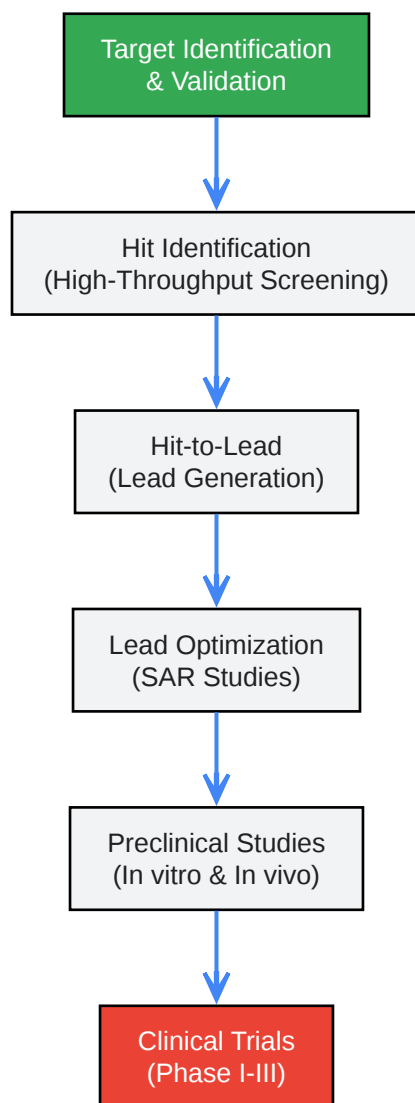 Target Identification
& Validation
Hit Identification
(High-Throughput Screening)
Hit-to-Lead
(Lead Generation)
Lead Optimization
(SAR Studies)
Preclinical Studies
(In vitro & In vivo)
Clinical Trials
(Phase I-III)